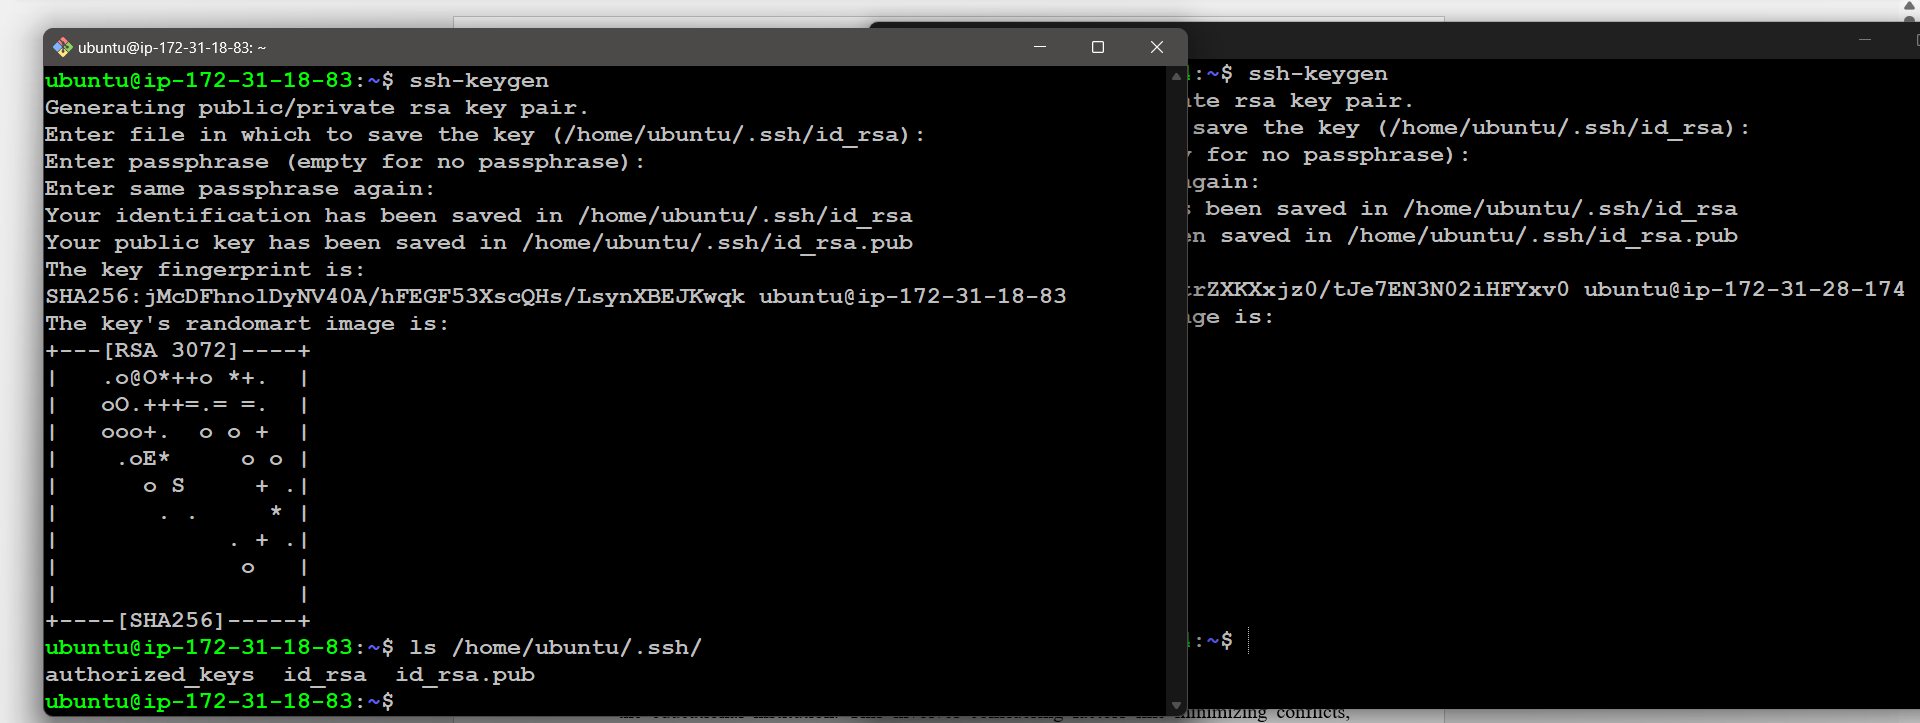 ubuntu@ip-172-31-18-83: ~
ubuntu@ip-172-31-18-83:~$ ssh-keygen
Generating public/private rsa key pair.
Enter file in which to save the key (/home/ubuntu/.ssh/id_rsa):
Enter passphrase (empty for no passphrase):
Enter same passphrase again:
Your identification has been saved in /home/ubuntu/.ssh/id_rsa
Your public key has been saved in /home/ubuntu/.ssh/id_rsa.pub
The key fingerprint is:
SHA256:jMcDFhnolDyNV40A/hFEGF53XscQHs/LsynXBEJKwqk ubuntu@ip-172-31-18-83
The key's randomart image is:
+---[RSA 3072]----+
|    .o@O*++o *+.  |
|    oO.+++=.= =.  |
|    ooo+.  o o +  |
|     .oE*     o o |
|      o S     + .|
|       . .     * |
|            . + .|
|             o   |
|                 |
+----[SHA256]-----+
ubuntu@ip-172-31-18-83:~$ ls /home/ubuntu/.ssh/
authorized_keys  id_rsa  id_rsa.pub
ubuntu@ip-172-31-18-83:~$
:~$ ssh-keygen
te rsa key pair.
save the key (/home/ubuntu/.ssh/id_rsa):
for no passphrase):
gain:
been saved in /home/ubuntu/.ssh/id_rsa
n saved in /home/ubuntu/.ssh/id_rsa.pub
rZXKXxjz0/tJe7EN3N02iHFYxv0 ubuntu@ip-172-31-28-174
ge is:
:~$